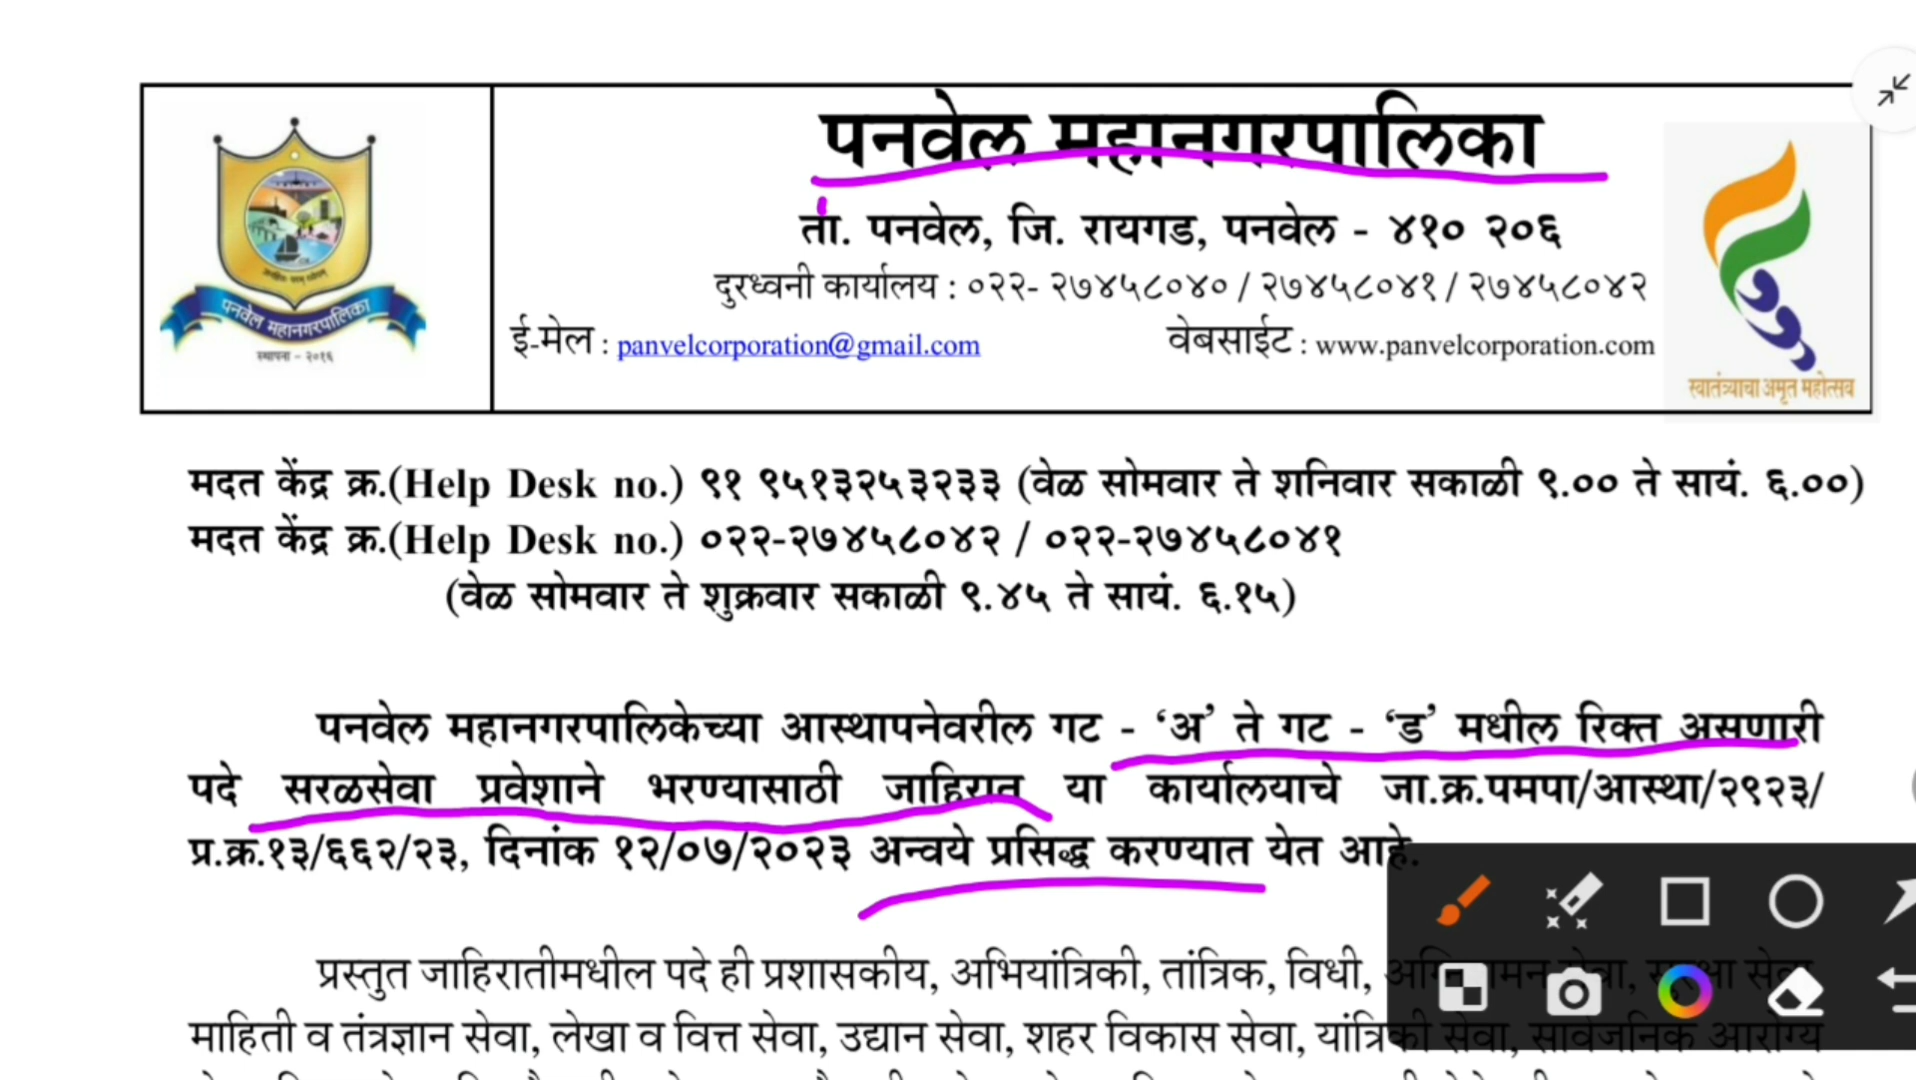 पनवेल महानगरपालिका
ता. पनवेल, जि. रायगड, पनवेल - ४१० २०६
दुरध्वनी कार्यालय : ०२२- २७४५८०४० / २७४५८०४१ / २७४५८०४२
ई-मेल : panvelcorporation@gmail.com वेबसाईट : www.panvelcorporation.com
पनवेल महानगरपालिका
स्थापना - २०१६
स्वातंत्र्याचा अमृत महोत्सव
मदत केंद्र क्र.(Help Desk no.) ९१ ९५१३२५३२३३ (वेळ सोमवार ते शनिवार सकाळी ९.०० ते सायं. ६.००)
मदत केंद्र क्र.(Help Desk no.) ०२२-२७४५८०४२ / ०२२-२७४५८०४१
(वेळ सोमवार ते शुक्रवार सकाळी ९.४५ ते सायं. ६.१५)
पनवेल महानगरपालिकेच्या आस्थापनेवरील गट - ‘अ’ ते गट - ‘ड’ मधील रिक्त असणारी
पदे सरळसेवा प्रवेशाने भरण्यासाठी जाहिरात या कार्यालयाचे जा.क्र.पमपा/आस्था/२९२३/
प्र.क्र.१३/६६२/२३, दिनांक १२/०७/२०२३ अन्वये प्रसिद्ध करण्यात येत आहे.
प्रस्तुत जाहिरातीमधील पदे ही प्रशासकीय, अभियांत्रिकी, तांत्रिक, विधी, अग्निशमन सेवा, सुरक्षा सेवा,
माहिती व तंत्रज्ञान सेवा, लेखा व वित्त सेवा, उद्यान सेवा, शहर विकास सेवा, यांत्रिकी सेवा, सार्वजनिक आरोग्य